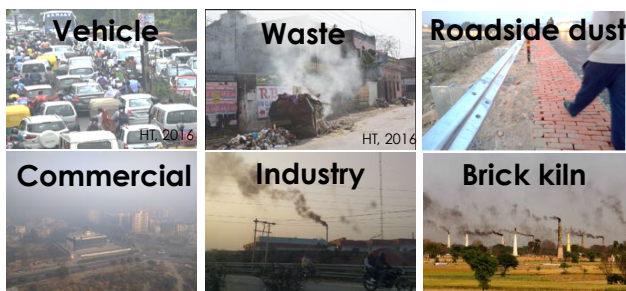 Vehicle
HT, 2016
Waste
HT, 2016
Roadside dust
Commercial
Industry
Brick kiln